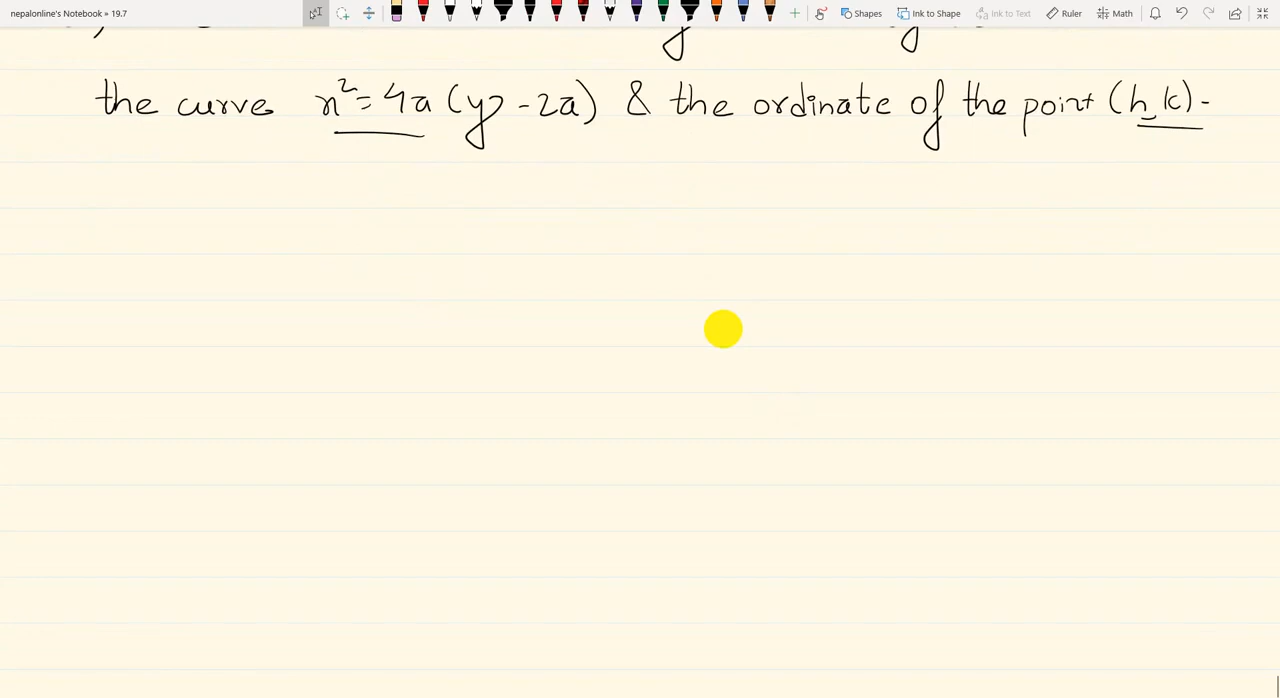 nepalonline's Notebook » 19.7 Shapes Ink to Shape Ink to Text Ruler Math
the curve x² = 4a (y - 2a) & the ordinate of the point (h, k) -